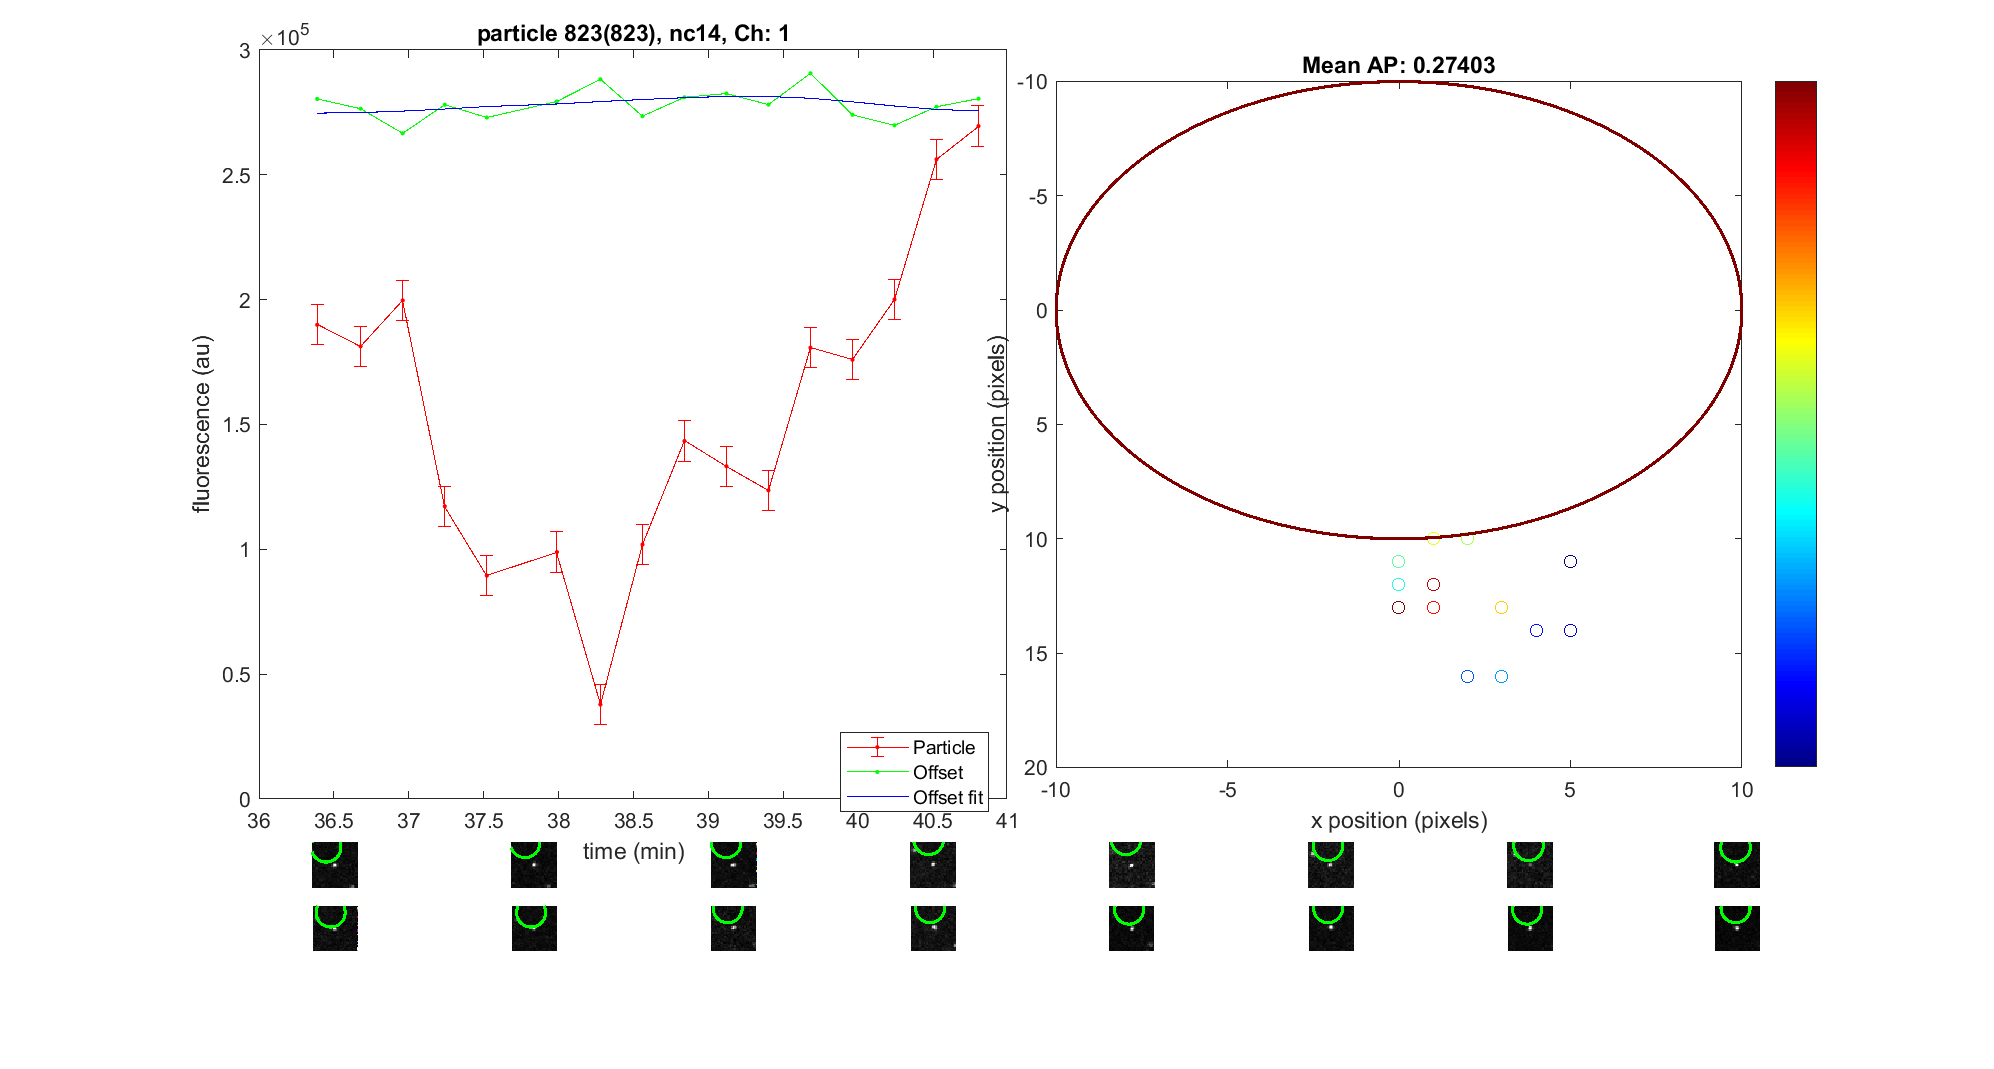 particle 823(823), nc14, Ch: 1
×10^5
3
2.5
2
1.5
1
0.5
0
fluorescence (au)
36 36.5 37 37.5 38 38.5 39 39.5 40 40.5 41
time (min)
Particle
Offset
Offset fit
Mean AP: 0.27403
-10
-5
0
5
10
15
20
y position (pixels)
-10 -5 0 5 10
x position (pixels)